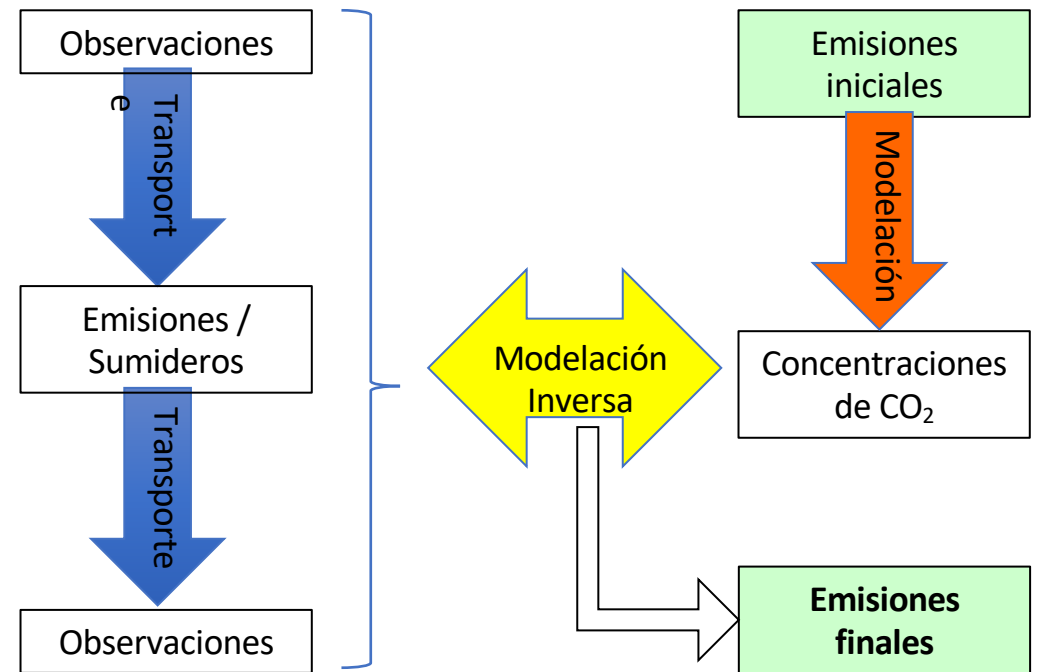 Observaciones
Transport
e
Emisiones /
Sumideros
Transporte
Observaciones
Modelación
Inversa
Emisiones
iniciales
Modelación
Concentraciones
de CO₂
Emisiones
finales